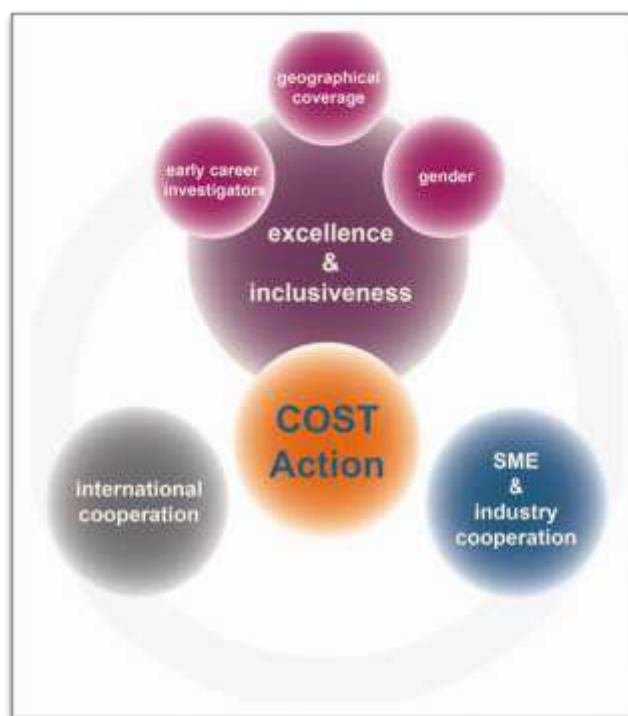 geographical
coverage
early career
investigators
gender
excellence
&
inclusiveness
COST
Action
international
cooperation
SME
&
industry
cooperation